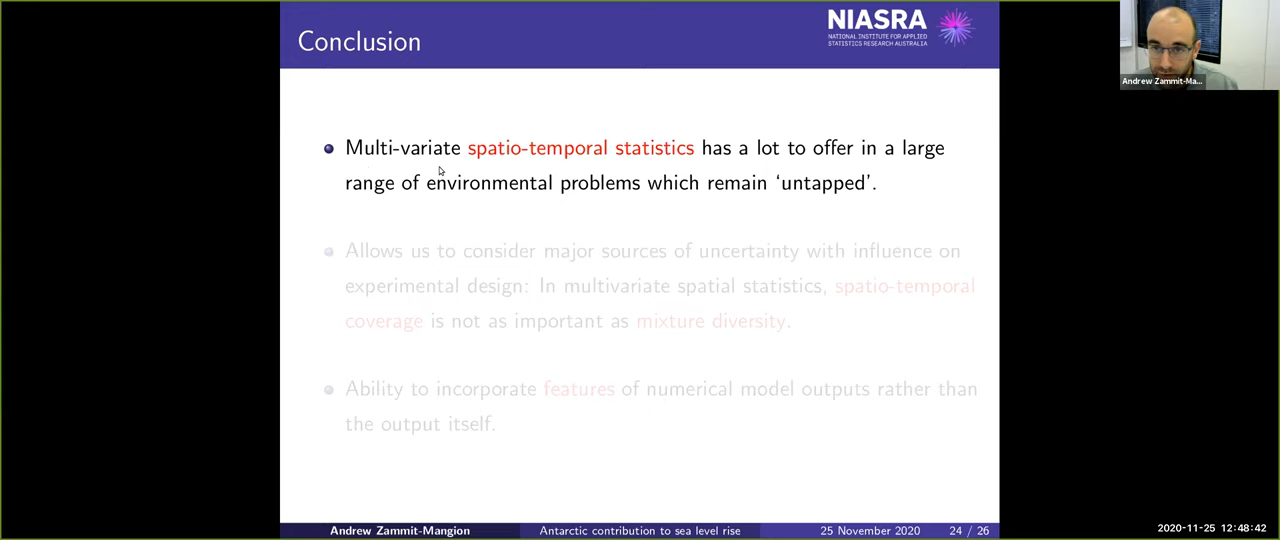 NIASRA
NATIONAL INSTITUTE FOR APPLIED
STATISTICS RESEARCH AUSTRALIA
Conclusion
Andrew Zammit-Ma...
Multi-variate spatio-temporal statistics has a lot to offer in a large
range of environmental problems which remain ‘untapped’.
Allows us to consider major sources of uncertainty with influence on
experimental design: In multivariate spatial statistics, spatio-temporal
coverage is not as important as mixture diversity.
Ability to incorporate features of numerical model outputs rather than
the output itself.
Andrew Zammit-Mangion Antarctic contribution to sea level rise 25 November 2020 24 / 26
2020-11-25 12:48:42